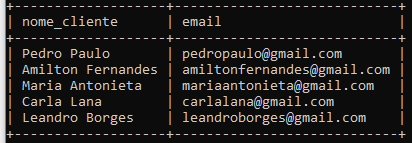 nome_cliente | email
Pedro Paulo | pedropaulo@gmail.com
Amilton Fernandes | amiltonfernandes@gmail.com
Maria Antonieta | mariaantonieta@gmail.com
Carla Lana | carlalana@gmail.com
Leandro Borges | leandroborges@gmail.com